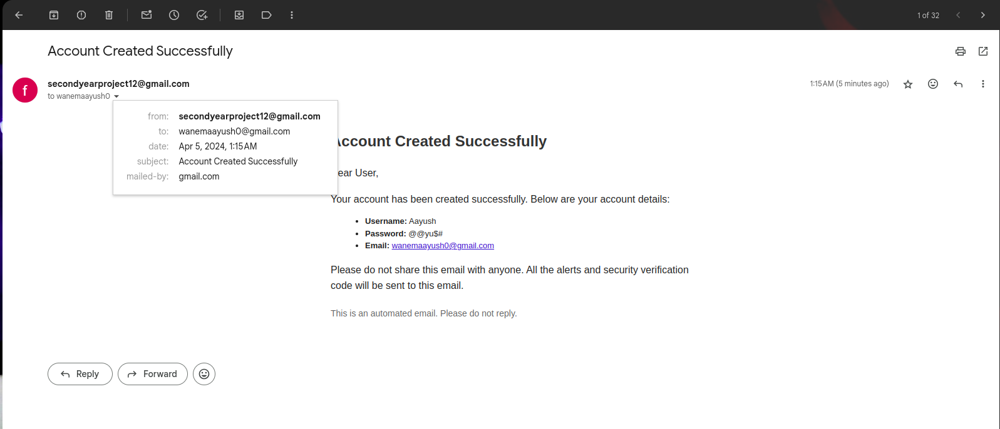 1 of 32
Account Created Successfully
f
secondyearproject12@gmail.com
1:15 AM (5 minutes ago)
to wanemaayush0
from: secondyearproject12@gmail.com
to: wanemaayush0@gmail.com
date: Apr 5, 2024, 1:15 AM
subject: Account Created Successfully
mailed-by: gmail.com
Account Created Successfully
ear User,
Your account has been created successfully. Below are your account details:
• Username: Aayush
• Password: @@yu$#
• Email: wanemaayush0@gmail.com
Please do not share this email with anyone. All the alerts and security verification
code will be sent to this email.
This is an automated email. Please do not reply.
Reply Forward